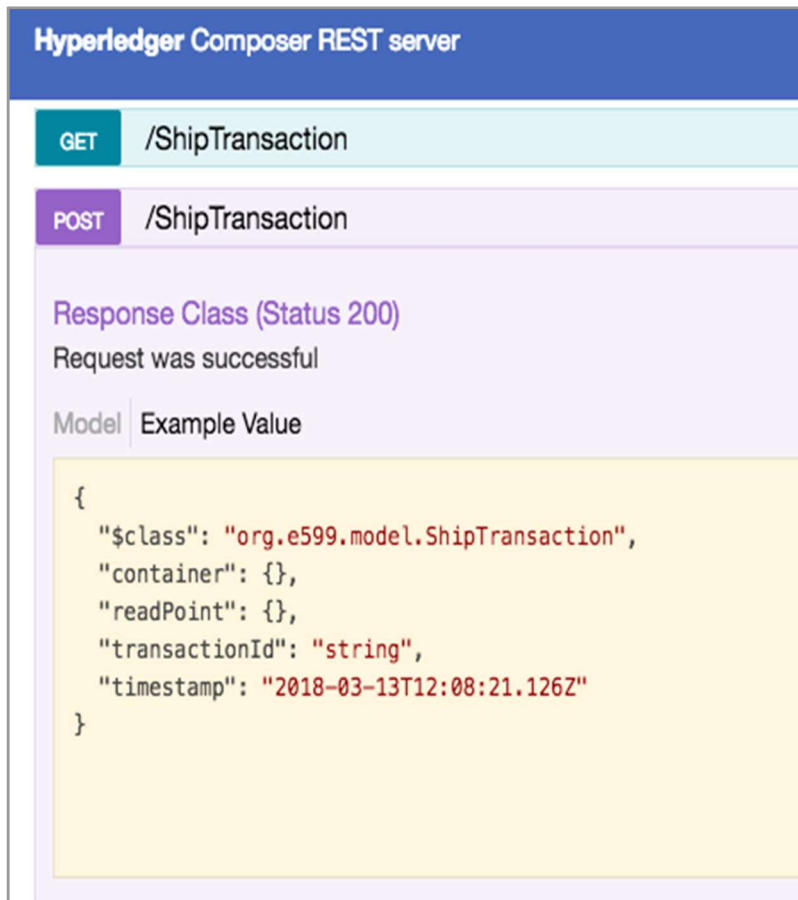 Hyperledger Composer REST server
GET /ShipTransaction
POST /ShipTransaction
Response Class (Status 200)
Request was successful
Model Example Value
{
"$class": "org.e599.model.ShipTransaction",
"container": {},
"readPoint": {},
"transactionId": "string",
"timestamp": "2018-03-13T12:08:21.126Z"
}